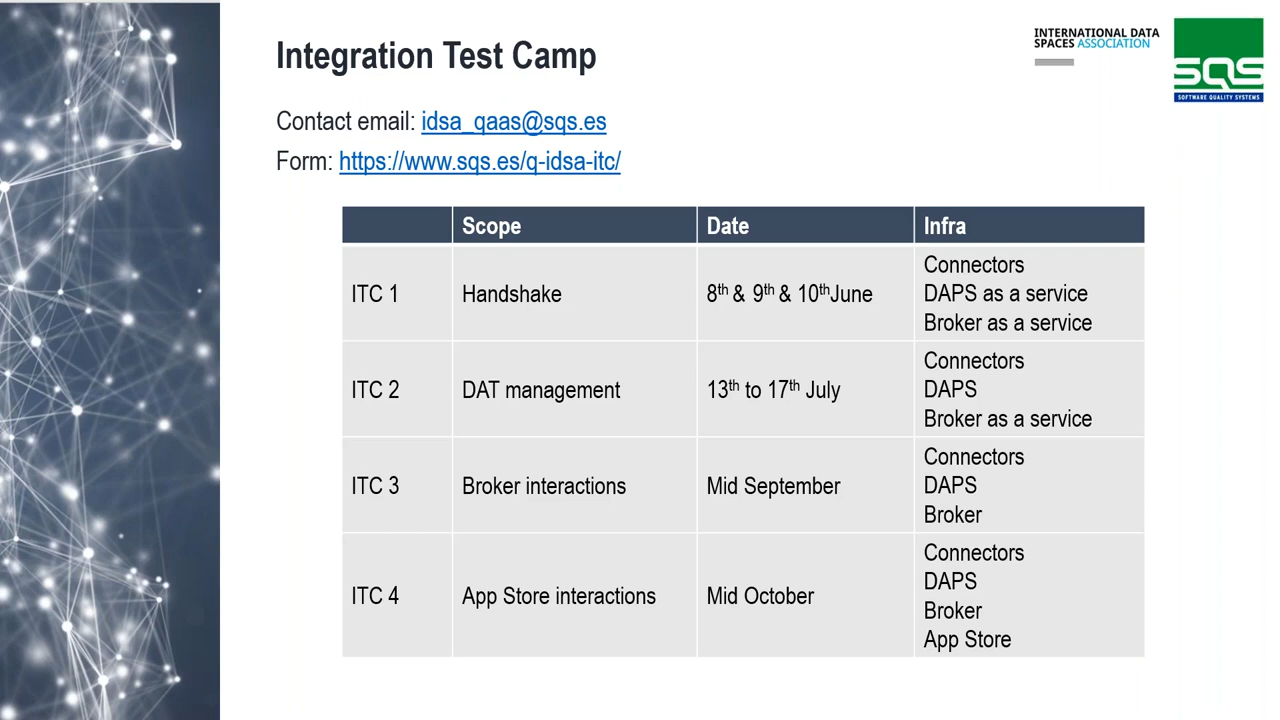 Integration Test Camp
INTERNATIONAL DATA
SPACES ASSOCIATION
SQS
SOFTWARE QUALITY SYSTEMS
Contact email: idsa_qaas@sqs.es
Form: https://www.sqs.es/q-idsa-itc/
Scope Date Infra
ITC 1 Handshake 8th & 9th & 10thJune
Connectors
DAPS as a service
Broker as a service
ITC 2 DAT management 13th to 17th July
Connectors
DAPS
Broker as a service
ITC 3 Broker interactions Mid September
Connectors
DAPS
Broker
ITC 4 App Store interactions Mid October
Connectors
DAPS
Broker
App Store